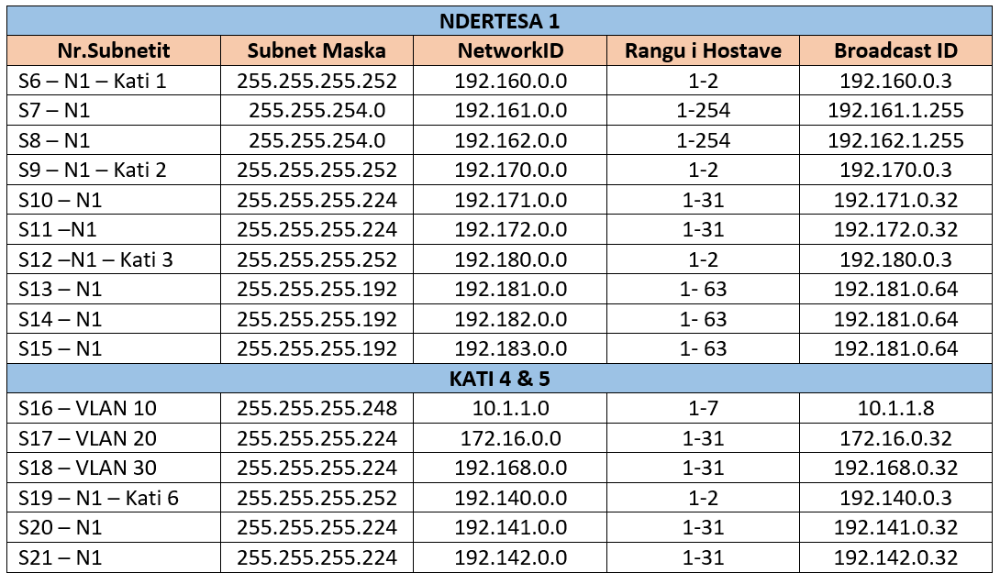 NDERTESA 1
Nr.Subnetit Subnet Maska NetworkID Rangu i Hostave Broadcast ID
S6 – N1 – Kati 1 255.255.255.252 192.160.0.0 1-2 192.160.0.3
S7 – N1 255.255.254.0 192.161.0.0 1-254 192.161.1.255
S8 – N1 255.255.254.0 192.162.0.0 1-254 192.162.1.255
S9 – N1 – Kati 2 255.255.255.252 192.170.0.0 1-2 192.170.0.3
S10 – N1 255.255.255.224 192.171.0.0 1-31 192.171.0.32
S11 –N1 255.255.255.224 192.172.0.0 1-31 192.172.0.32
S12 –N1 – Kati 3 255.255.255.252 192.180.0.0 1-2 192.180.0.3
S13 – N1 255.255.255.192 192.181.0.0 1- 63 192.181.0.64
S14 – N1 255.255.255.192 192.182.0.0 1- 63 192.181.0.64
S15 – N1 255.255.255.192 192.183.0.0 1- 63 192.181.0.64
KATI 4 & 5
S16 – VLAN 10 255.255.255.248 10.1.1.0 1-7 10.1.1.8
S17 – VLAN 20 255.255.255.224 172.16.0.0 1-31 172.16.0.32
S18 – VLAN 30 255.255.255.224 192.168.0.0 1-31 192.168.0.32
S19 – N1 – Kati 6 255.255.255.252 192.140.0.0 1-2 192.140.0.3
S20 – N1 255.255.255.224 192.141.0.0 1-31 192.141.0.32
S21 – N1 255.255.255.224 192.142.0.0 1-31 192.142.0.32